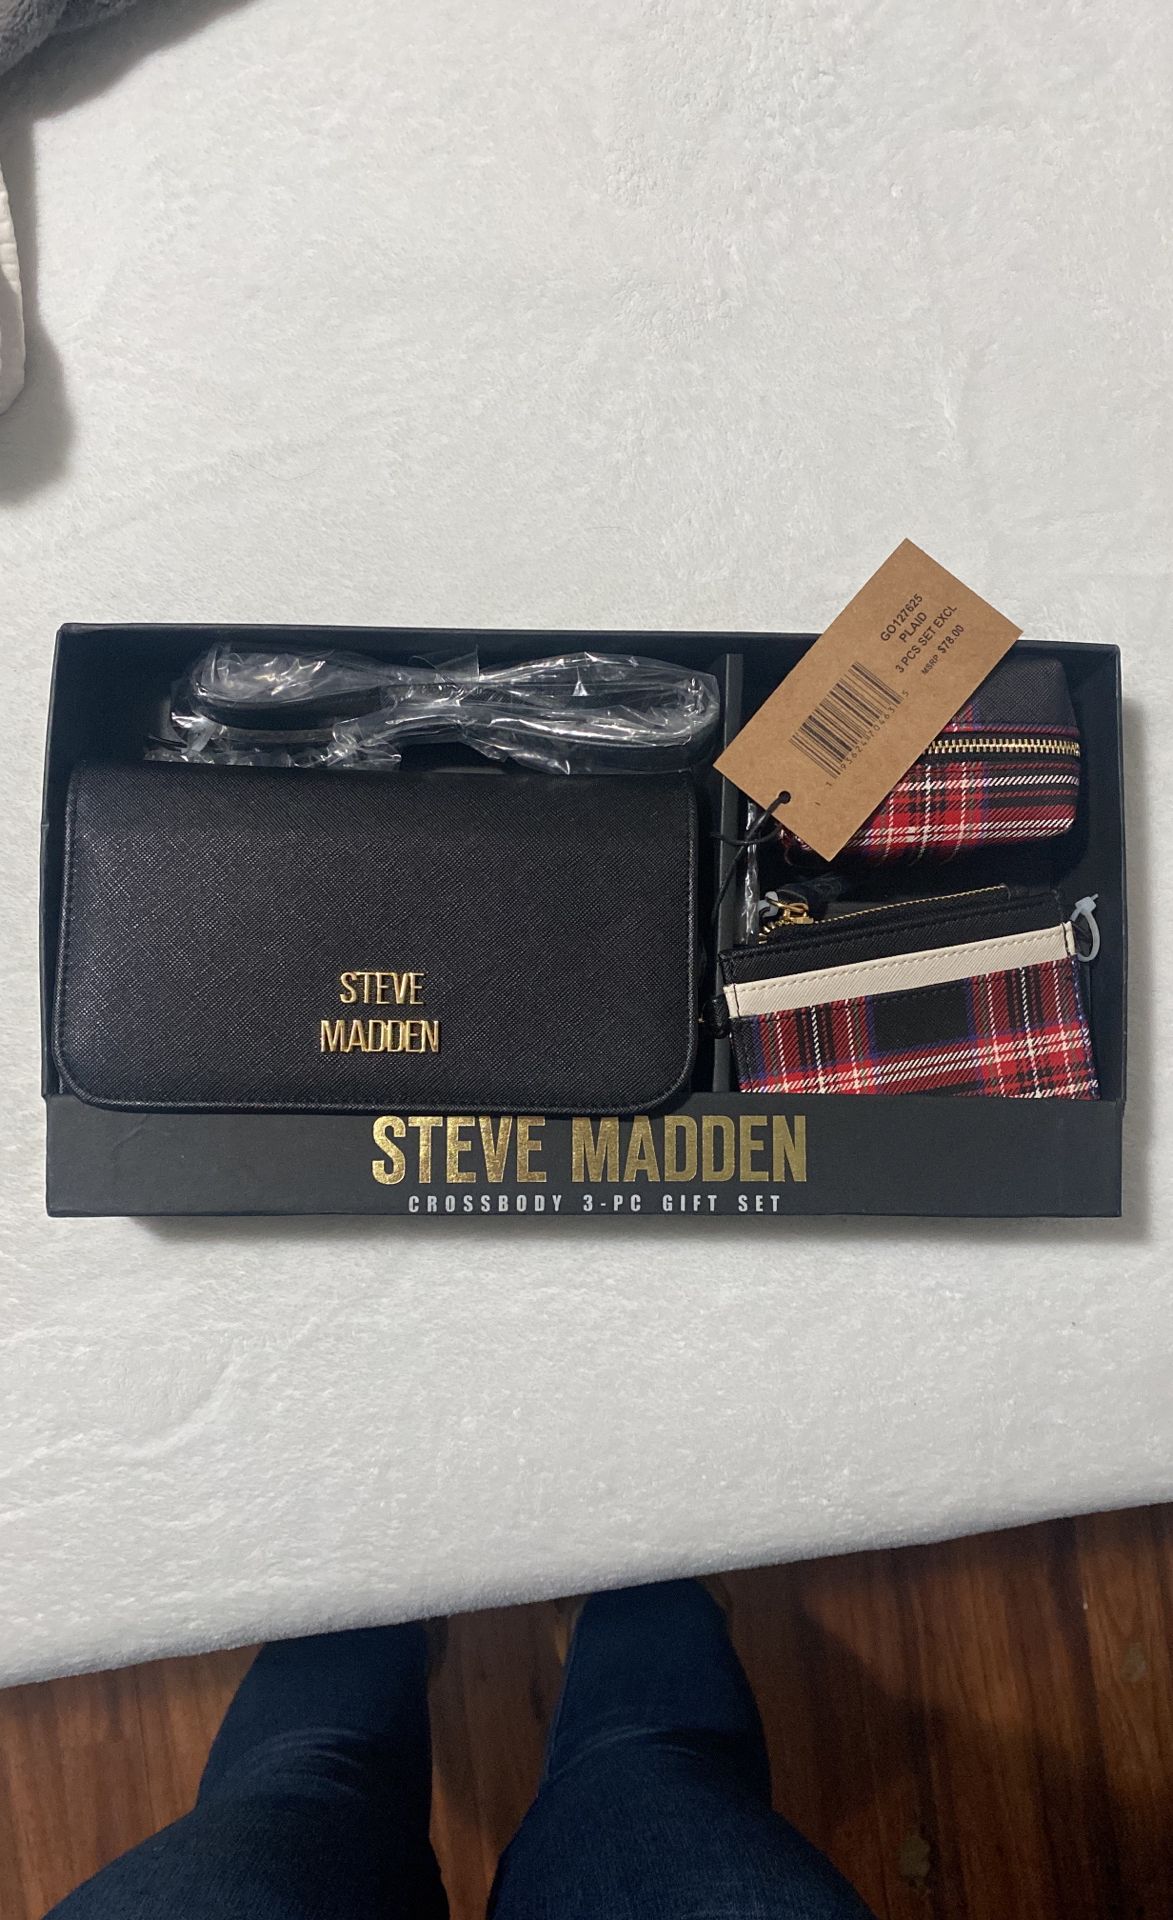 GO127625
PLAID
3 PCS SET EXCL
MSRP $78.00
STEVE
MADDEN
STEVE MADDEN
CROSSBODY 3-PC GIFT SET